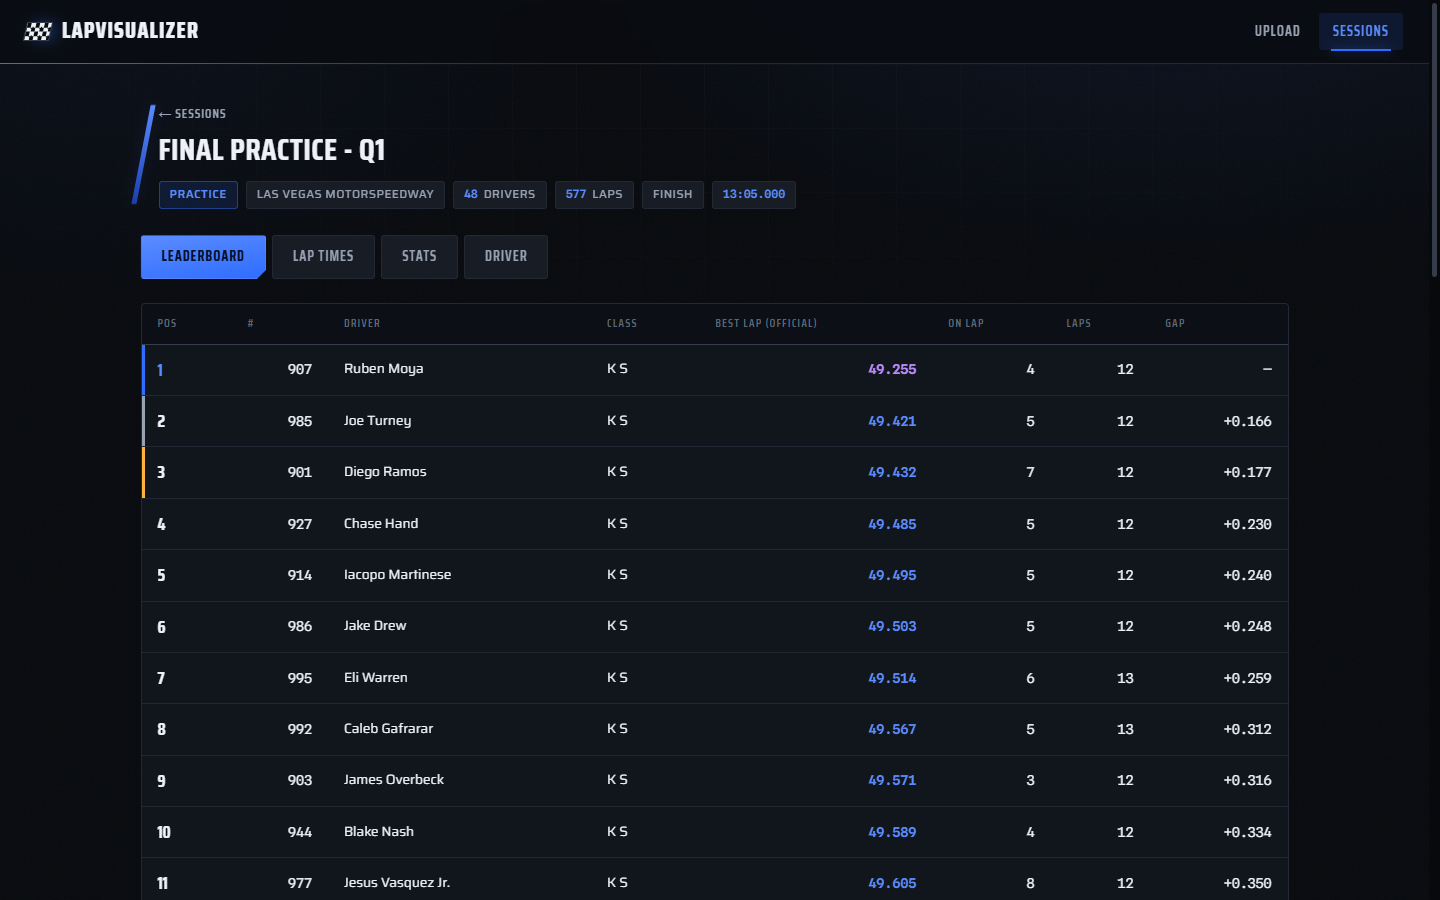 LAPVISUALIZER UPLOAD SESSIONS
← SESSIONS
FINAL PRACTICE - Q1
PRACTICE LAS VEGAS MOTORSPEEDWAY 48 DRIVERS 577 LAPS FINISH 13:05.000
LEADERBOARD LAP TIMES STATS DRIVER
POS # DRIVER CLASS BEST LAP (OFFICIAL) ON LAP LAPS GAP
1 907 Ruben Moya K S 49.255 4 12 —
2 985 Joe Turney K S 49.421 5 12 +0.166
3 901 Diego Ramos K S 49.432 7 12 +0.177
4 927 Chase Hand K S 49.485 5 12 +0.230
5 914 Iacopo Martinese K S 49.495 5 12 +0.240
6 986 Jake Drew K S 49.503 5 12 +0.248
7 995 Eli Warren K S 49.514 6 13 +0.259
8 992 Caleb Gafrarar K S 49.567 5 13 +0.312
9 903 James Overbeck K S 49.571 3 12 +0.316
10 944 Blake Nash K S 49.589 4 12 +0.334
11 977 Jesus Vasquez Jr. K S 49.605 8 12 +0.350